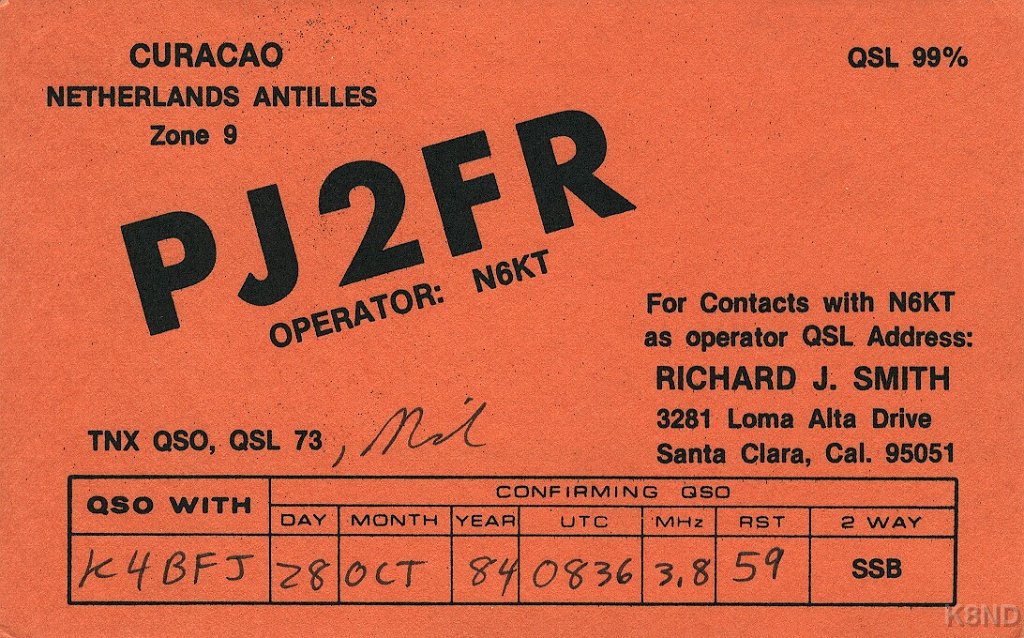 CURACAO
NETHERLANDS ANTILLES
Zone 9
QSL 99%
PJ2FR
OPERATOR: N6KT
For Contacts with N6KT
as operator QSL Address:
RICHARD J. SMITH
3281 Loma Alta Drive
Santa Clara, Cal. 95051
TNX QSO, QSL 73,
QSO WITH
CONFIRMING QSO
DAY MONTH YEAR UTC MHz RST 2 WAY
K4BFJ 28 OCT 84 0836 3.8 59 SSB
K8ND